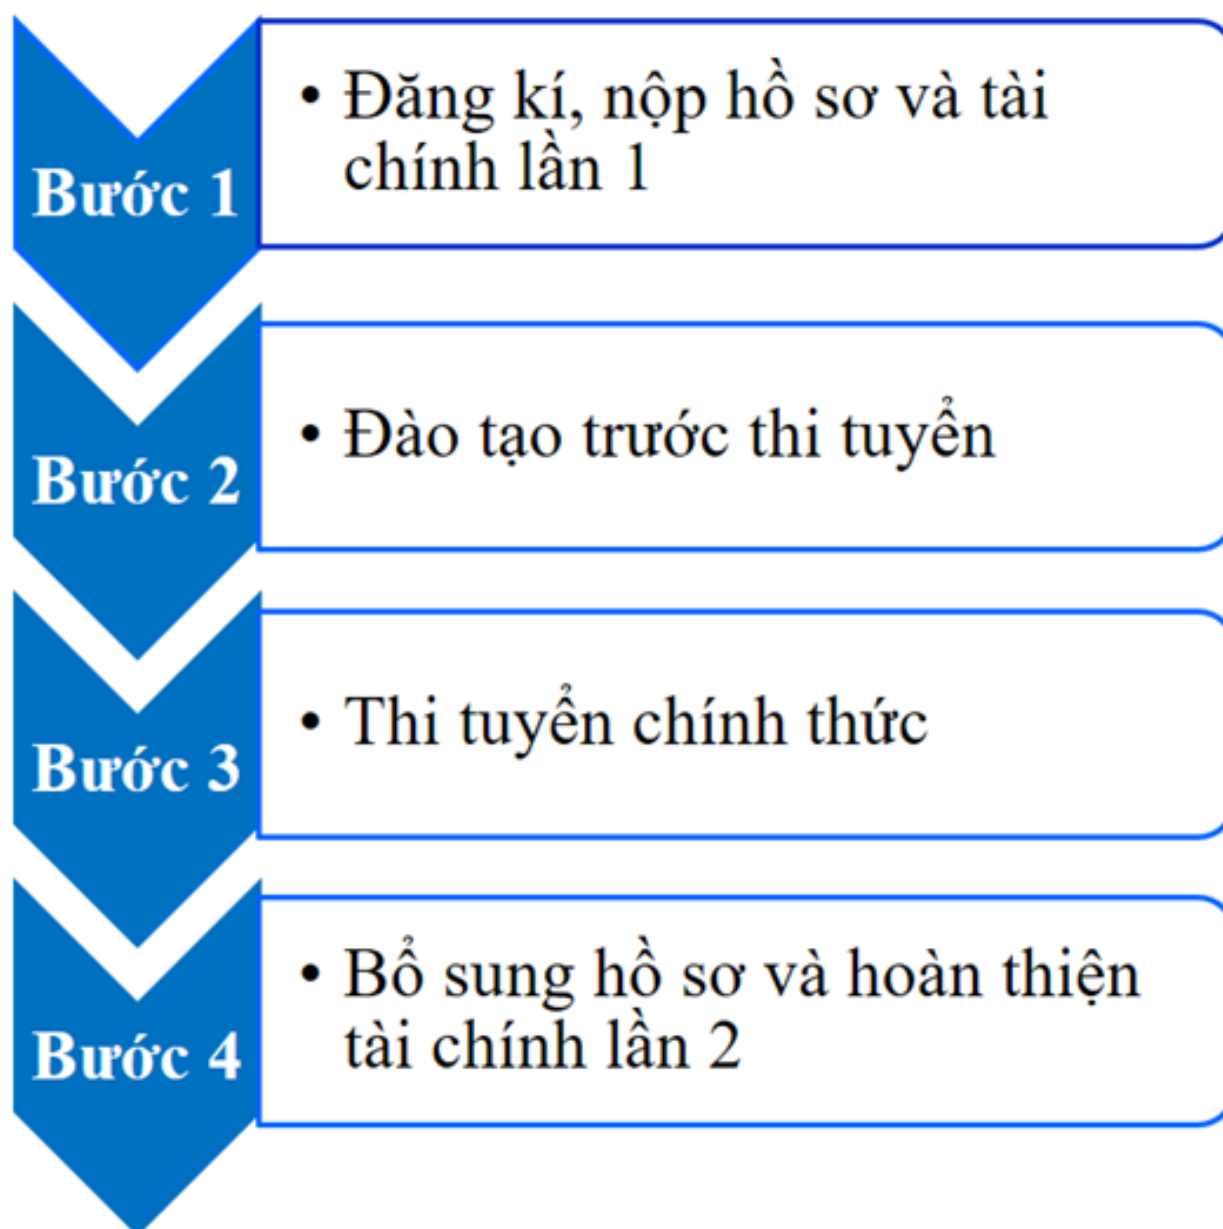 Bước 1
• Đăng kí, nộp hồ sơ và tài
chính lần 1
Bước 2
• Đào tạo trước thi tuyển
Bước 3
• Thi tuyển chính thức
Bước 4
• Bổ sung hồ sơ và hoàn thiện
tài chính lần 2